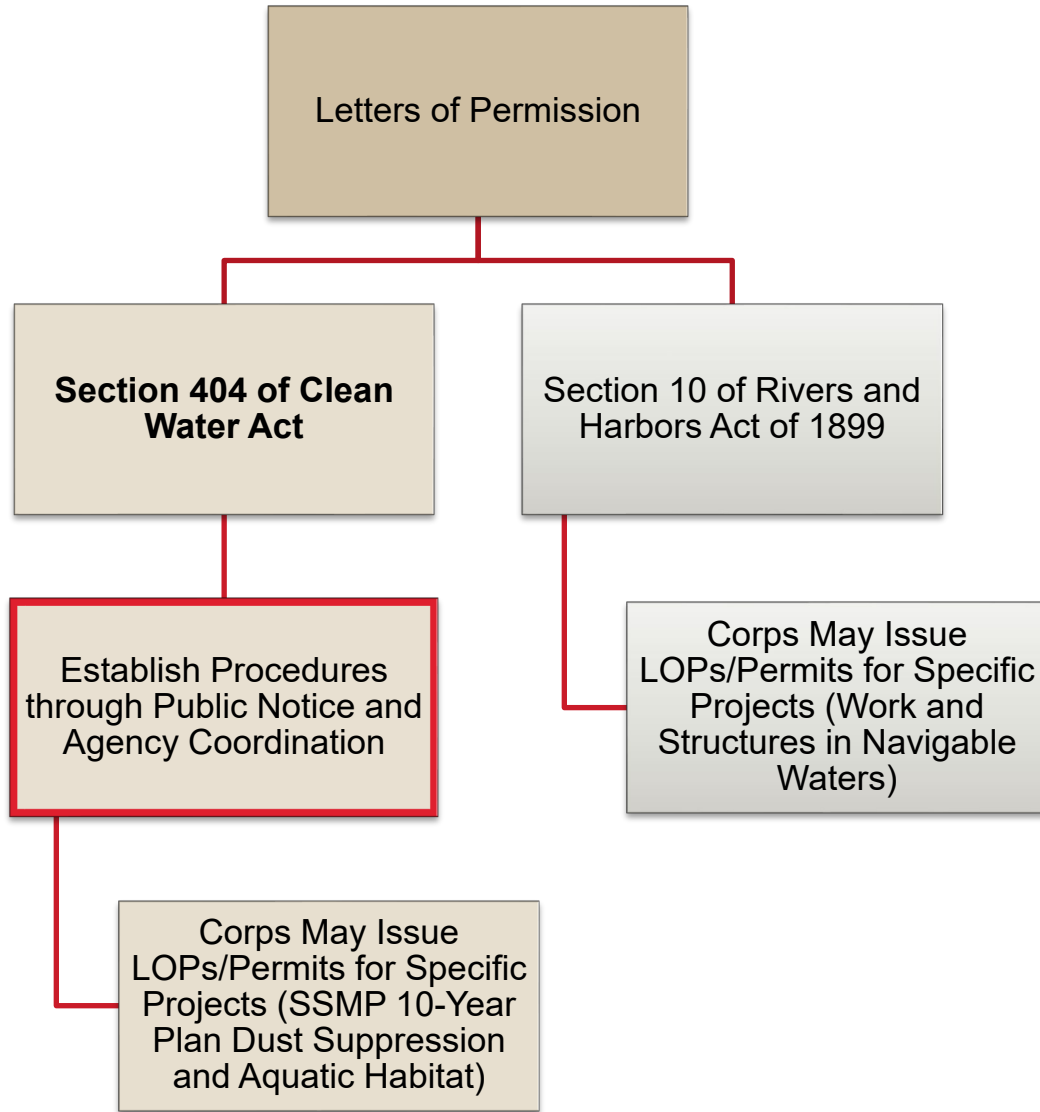 Letters of Permission
Section 404 of Clean
Water Act
Section 10 of Rivers and
Harbors Act of 1899
Establish Procedures
through Public Notice and
Agency Coordination
Corps May Issue
LOPs/Permits for Specific
Projects (Work and
Structures in Navigable
Waters)
Corps May Issue
LOPs/Permits for Specific
Projects (SSMP 10-Year
Plan Dust Suppression
and Aquatic Habitat)